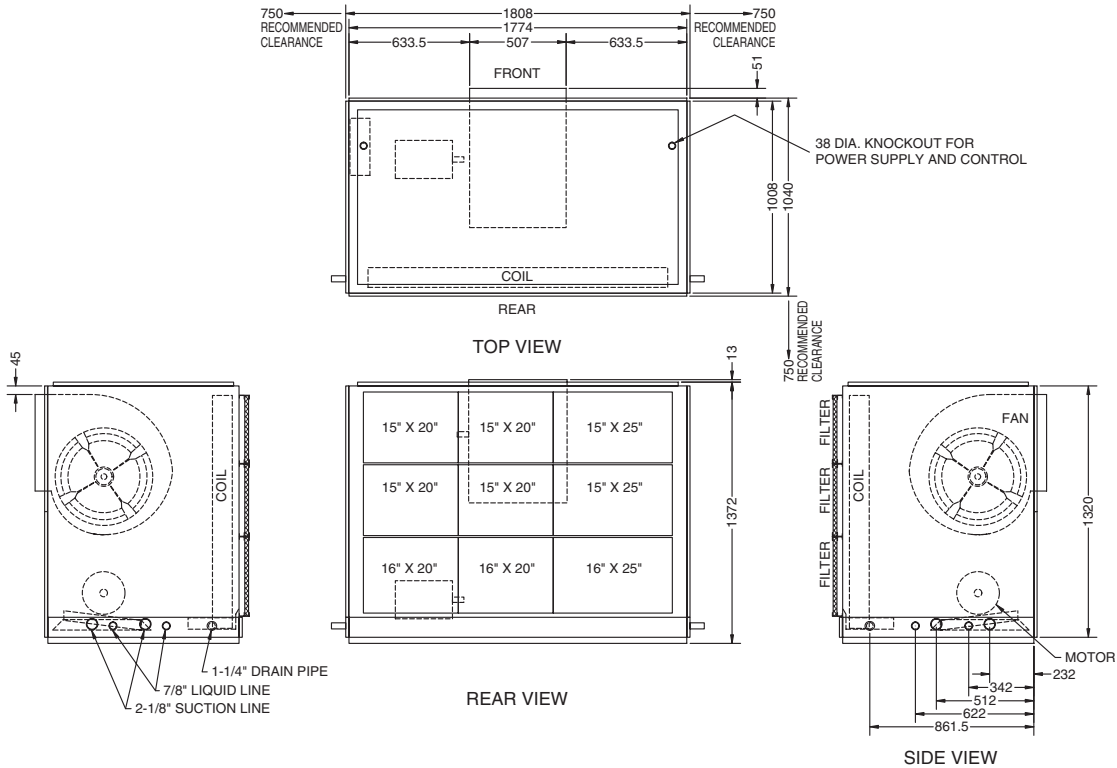 750
RECOMMENDED
CLEARANCE
1808
1774
633.5
507
633.5
750
RECOMMENDED
CLEARANCE
FRONT
51
38 DIA. KNOCKOUT FOR
POWER SUPPLY AND CONTROL
1008
1040
COIL
REAR
750
RECOMMENDED
CLEARANCE
TOP VIEW
45
COIL
1-1/4" DRAIN PIPE
7/8" LIQUID LINE
2-1/8" SUCTION LINE
13
15" X 20"
15" X 20"
15" X 25"
15" X 20"
15" X 20"
15" X 25"
16" X 20"
16" X 20"
16" X 25"
1372
REAR VIEW
FILTER
FILTER
FILTER
COIL
FAN
1320
MOTOR
232
342
512
622
861.5
SIDE VIEW